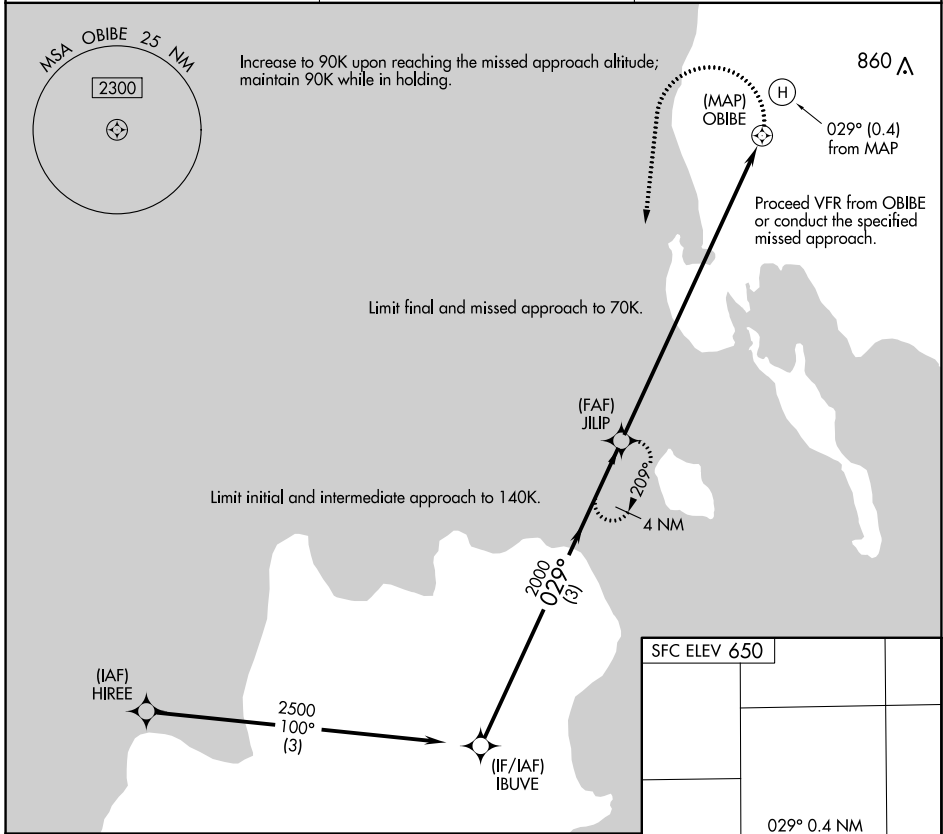 MSA OBIBE 25 NM
2300
Increase to 90K upon reaching the missed approach altitude;
maintain 90K while in holding.
860
(MAP)
OBIBE
H
029° (0.4)
from MAP
Proceed VFR from OBIBE
or conduct the specified
missed approach.
Limit final and missed approach to 70K.
(FAF)
JILIP
209°
4 NM
Limit initial and intermediate approach to 140K.
2000
029°
(3)
(IAF)
HIREE
2500
100°
(3)
(IF/IAF)
IBUVE
SFC ELEV 650
029° 0.4 NM